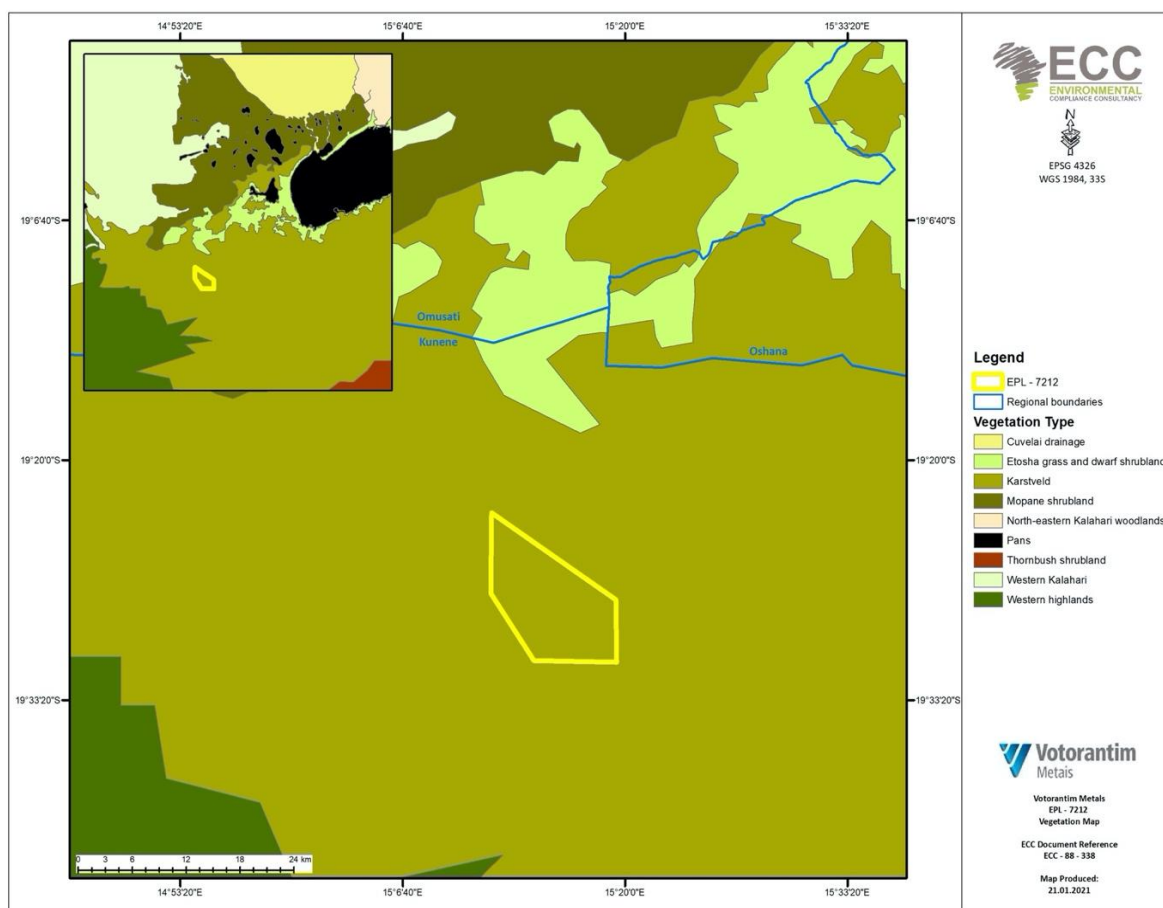 14°53'20"E 15°6'40"E 15°20'0"E 15°33'20"E
ECC
ENVIRONMENTAL
COMPLIANCE CONSULTANCY
N
EPSG 4326
WGS 1984, 33S
19°6'40"S 19°6'40"S
Omusati
Kunene
Oshana
19°20'0"S 19°20'0"S
19°33'20"S 19°33'20"S
0 3 6 12 18 24 km
14°53'20"E 15°6'40"E 15°20'0"E 15°33'20"E
Legend
EPL - 7212
Regional boundaries
Vegetation Type
Cuvelai drainage
Etosha grass and dwarf shrubland
Karstveld
Mopane shrubland
North-eastern Kalahari woodlands
Pans
Thornbush shrubland
Western Kalahari
Western highlands
Votorantim
Metais
Votorantim Metals
EPL - 7212
Vegetation Map
ECC Document Reference
ECC - 88 - 338
Map Produced:
21.01.2021